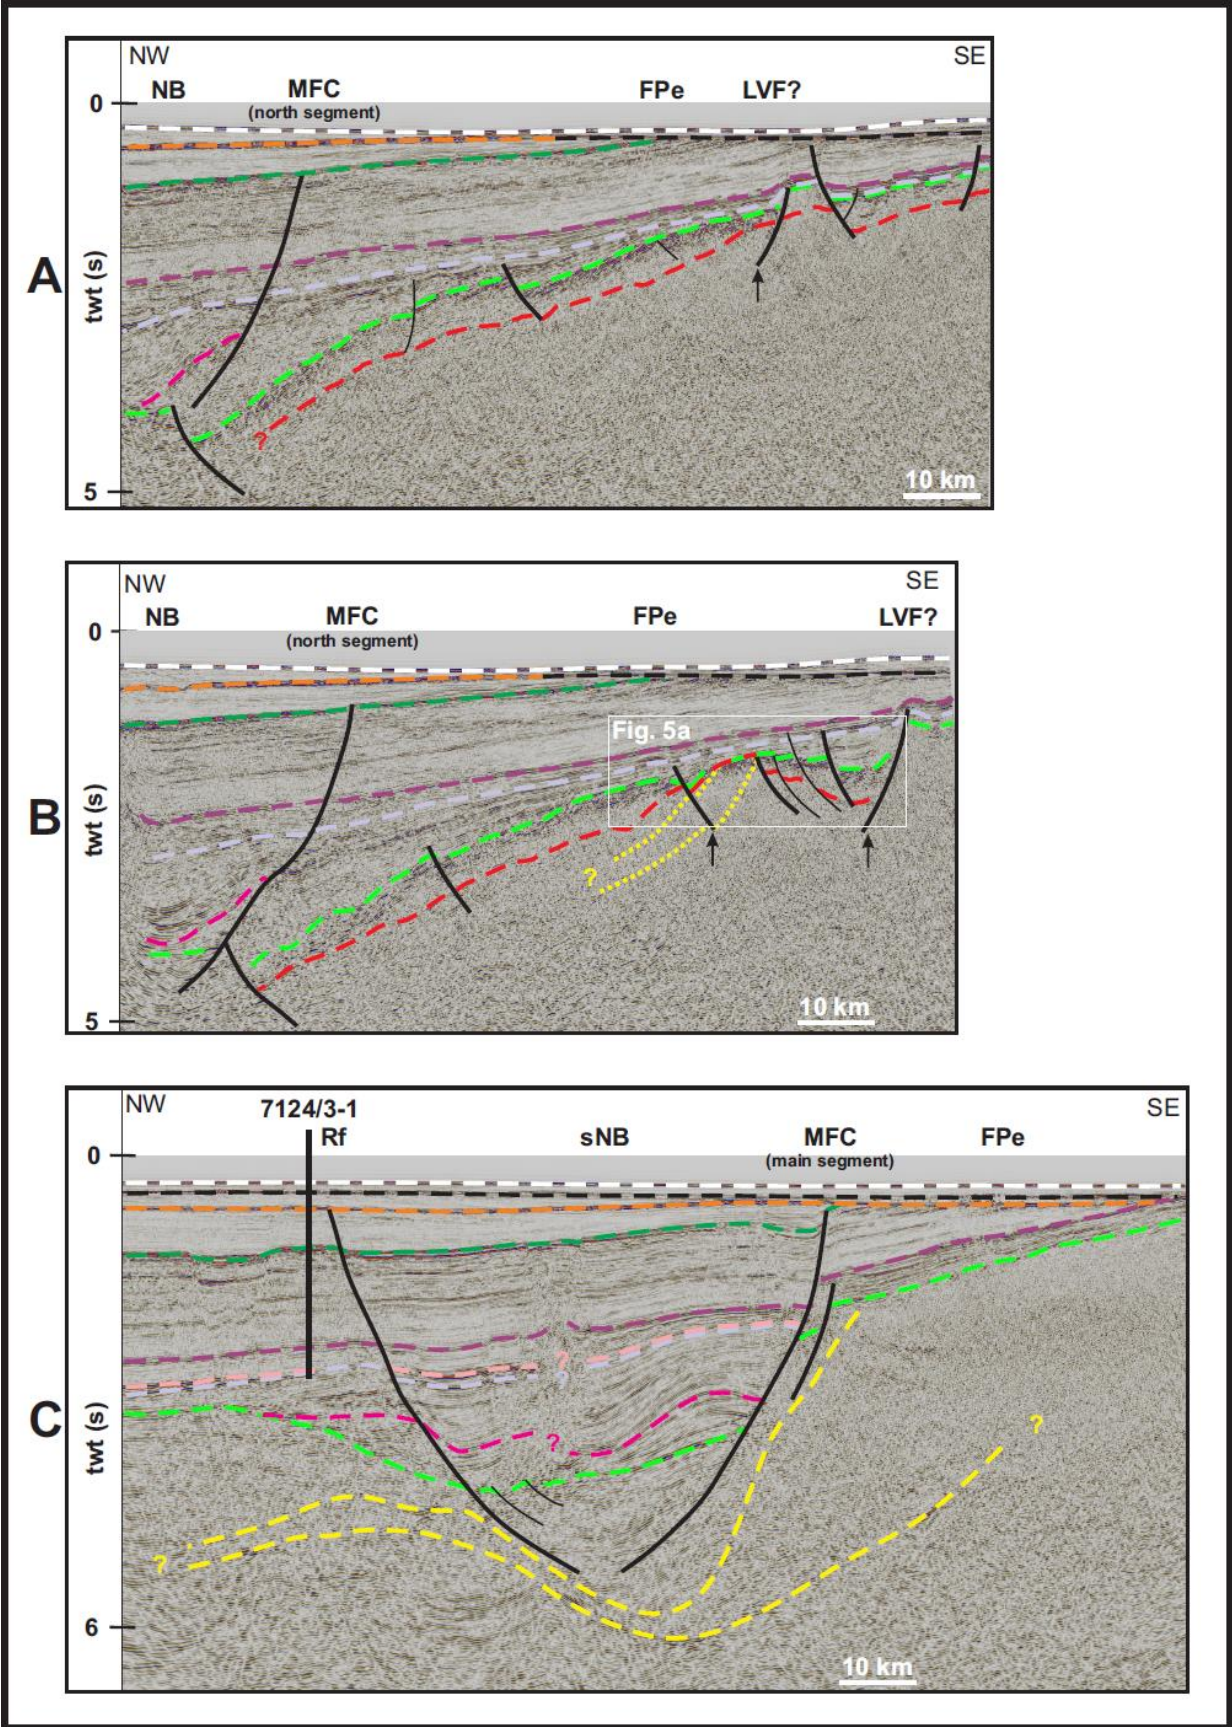 NW SE
NB MFC FPe LVF?
(north segment)
0
A
twt (s)
?
5
10 km
NW SE
NB MFC FPe LVF?
(north segment)
0
Fig. 5a
B
twt (s)
?
5
10 km
NW 7124/3-1 SE
Rf sNB MFC FPe
(main segment)
0
?
?
C
twt (s)
?
?
?
6
10 km